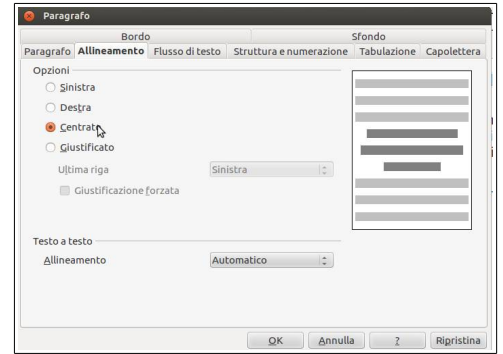 Paragrafo
Bordo Sfondo
Paragrafo Allineamento Flusso di testo Struttura e numerazione Tabulazione Capolettera
Opzioni
Sinistra
Destra
Centrato
Giustificato
Ultima riga Sinistra
Giustificazione forzata
Testo a testo
Allineamento Automatico
OK Annulla ? Ripristina